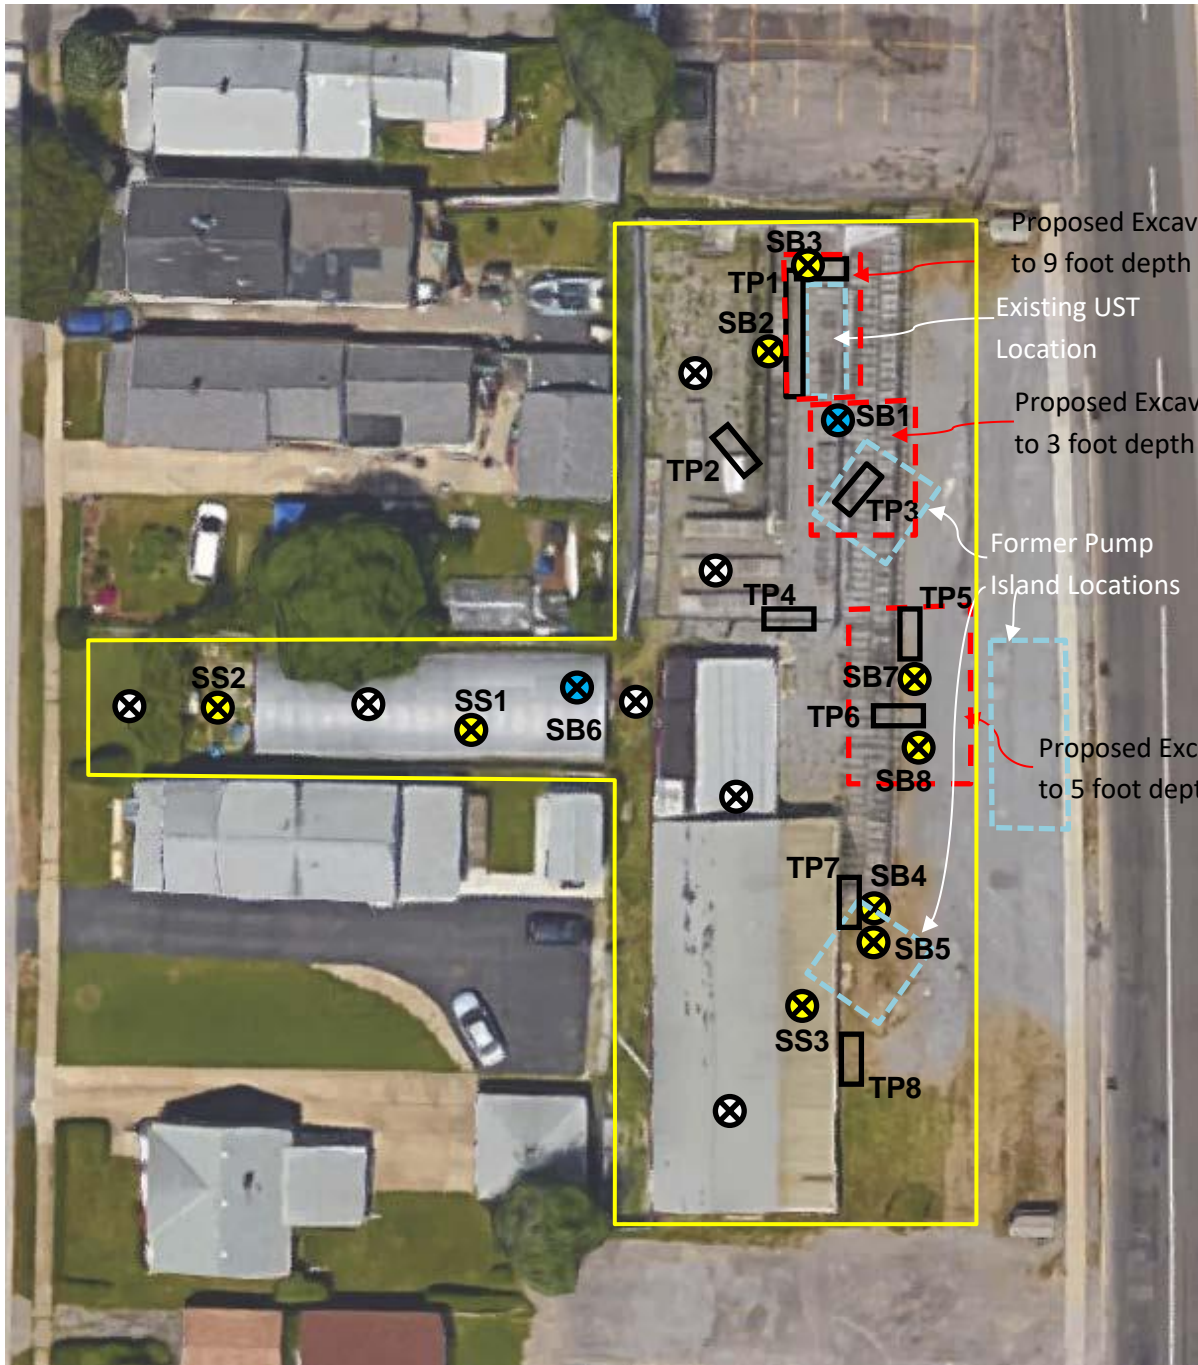 Proposed Excav
to 9 foot depth
SB3
TP1
Existing UST
Location
SB2
Proposed Excav
to 3 foot depth
SB1
TP2
TP3
Former Pump
Island Locations
TP4
TP5
SS2
SB7
SS1
SB6
TP6
Proposed Exc
to 5 foot dept
SB8
TP7
SB4
SB5
SS3
TP8